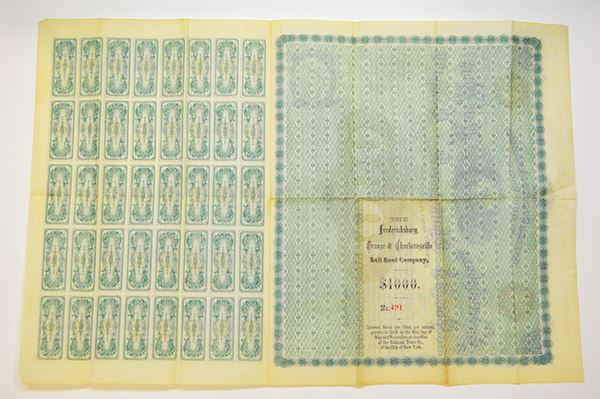 THE
Fredericksburg,
Orange & Charlottesville
Rail Road Company,
$1000.
No. 491
Interest Seven per Cent. per annum,
payable in Gold on the first day of
May and November, at the office
of the National Trust Co.,
of the City of New York.